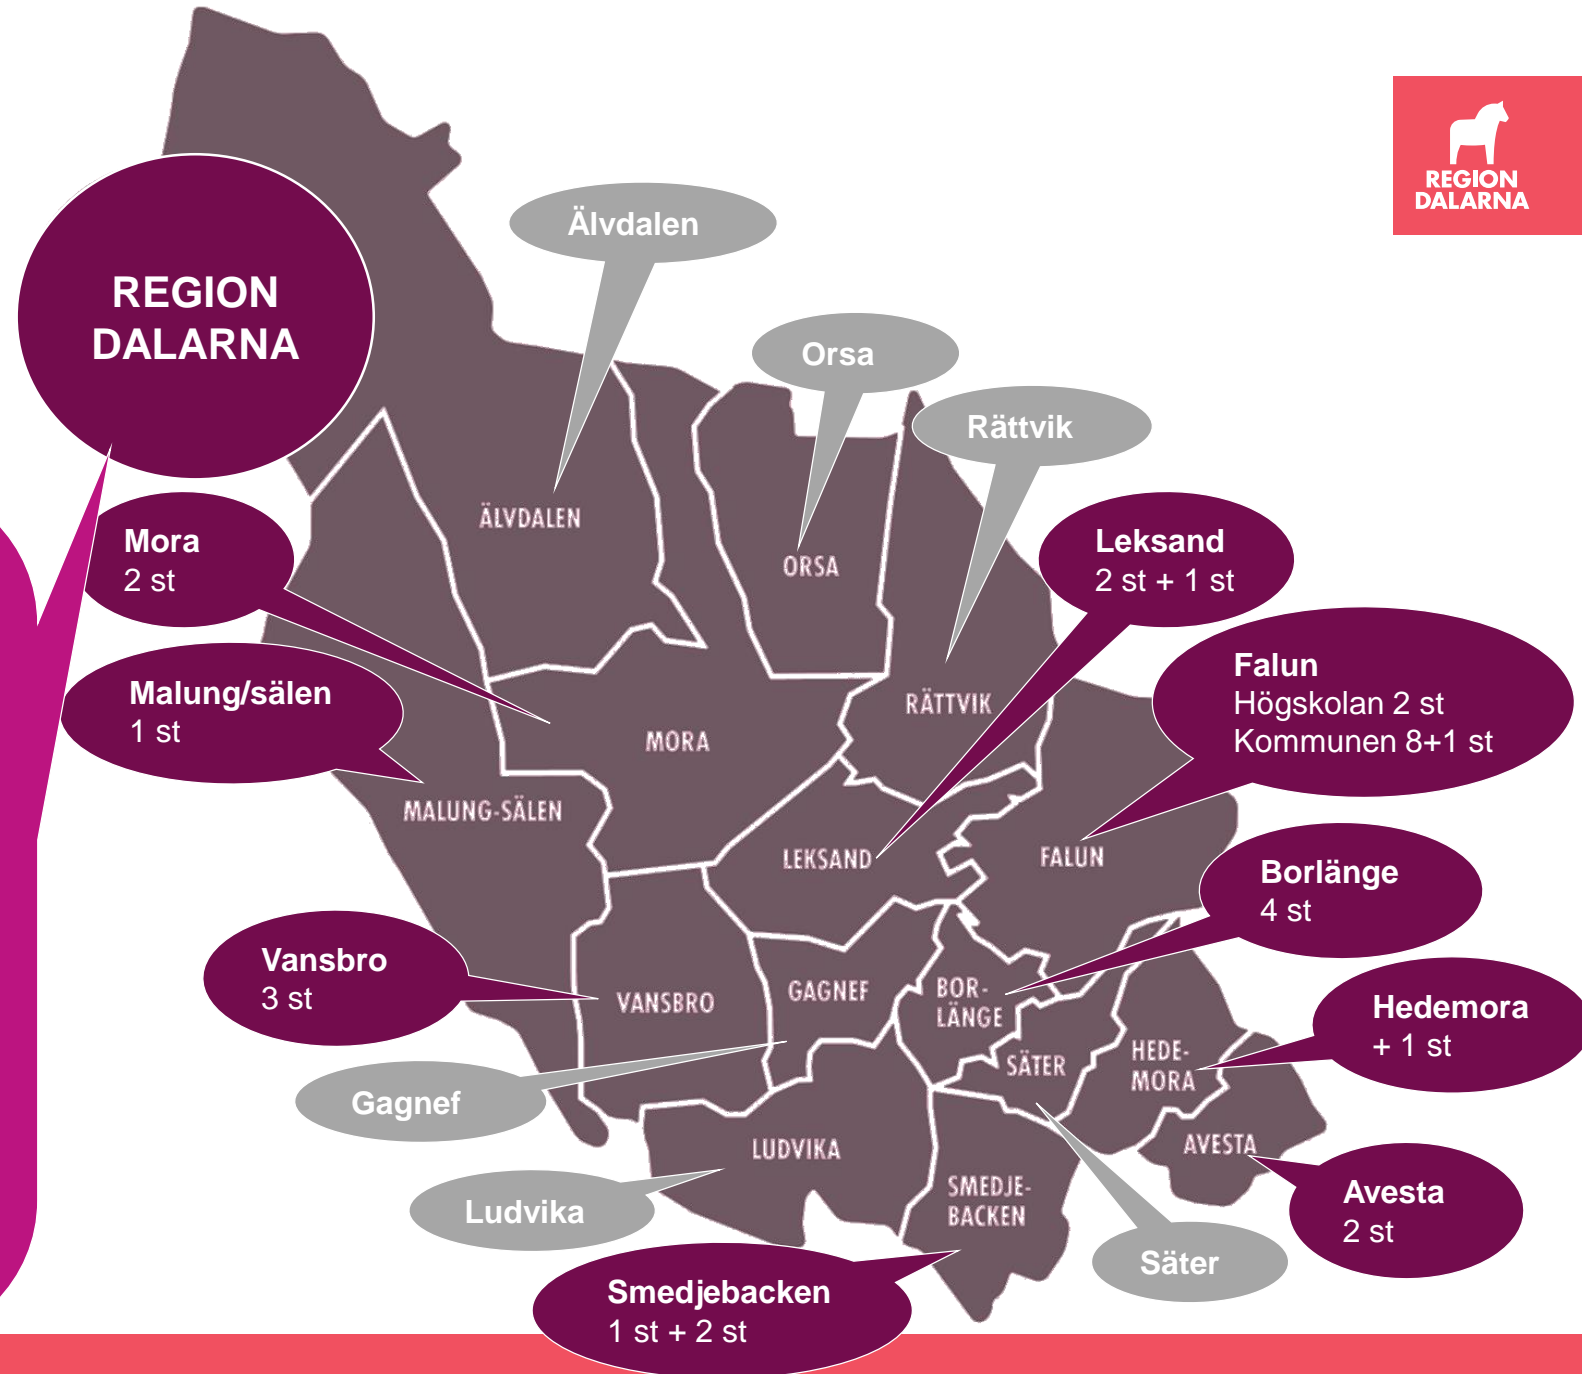 REGION
DALARNA
REGION
DALARNA
Älvdalen
Orsa
Rättvik
Mora
2 st
Leksand
2 st + 1 st
Malung/sälen
1 st
Falun
Högskolan 2 st
Kommunen 8+1 st
Borlänge
4 st
Vansbro
3 st
Hedemora
+ 1 st
Gagnef
Ludvika
Avesta
2 st
Säter
Smedjebacken
1 st + 2 st
ÄLVDALEN
ORSA
RÄTTVIK
MORA
MALUNG-SÄLEN
LEKSAND
FALUN
VANSBRO
GAGNEF
BOR-
LÄNGE
SÄTER
HEDE-
MORA
AVESTA
LUDVIKA
SMEDJE-
BACKEN